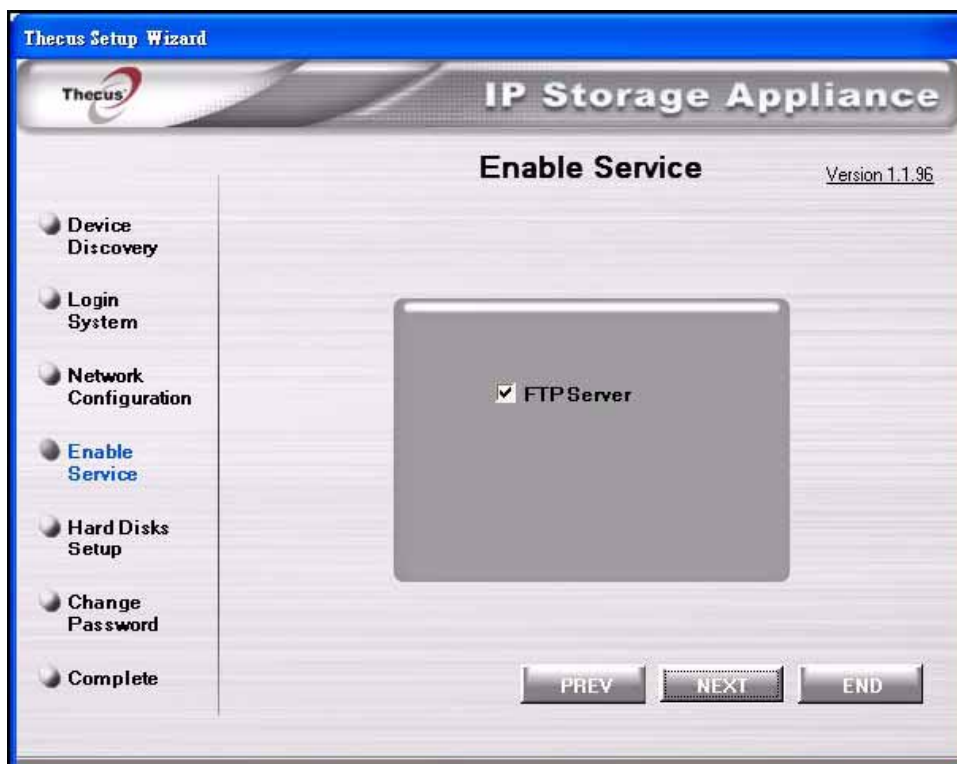 Thecus Setup Wizard
Thecus
IP Storage Appliance
Enable Service
Version 1.1.96
Device
Discovery
Login
System
Network
Configuration
Enable
Service
Hard Disks
Setup
Change
Password
Complete
FTP Server
PREV
NEXT
END